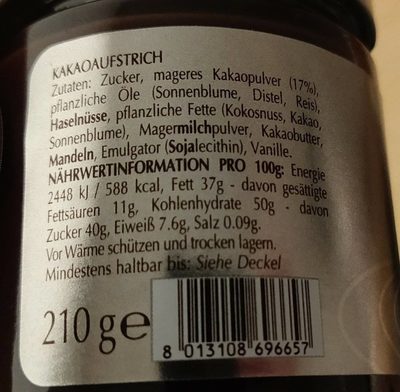 KAKAOAUFSTRICH
Zutaten: Zucker, mageres Kakaopulver (17%),
pflanzliche Öle (Sonnenblume, Distel, Reis),
Haselnüsse, pflanzliche Fette (Kokosnuss, Kakao,
Sonnenblume), Magermilchpulver, Kakaobutter,
Mandeln, Emulgator (Sojalecithin), Vanille.
NÄHRWERTINFORMATION PRO 100g: Energie
2448 kJ / 588 kcal, Fett 37g - davon gesättigte
Fettsäuren 11g, Kohlenhydrate 50g - davon
Zucker 40g, Eiweiß 7.6g, Salz 0.09g.
Vor Wärme schützen und trocken lagern.
Mindestens haltbar bis: Siehe Deckel
210 g e
8 013108 696657